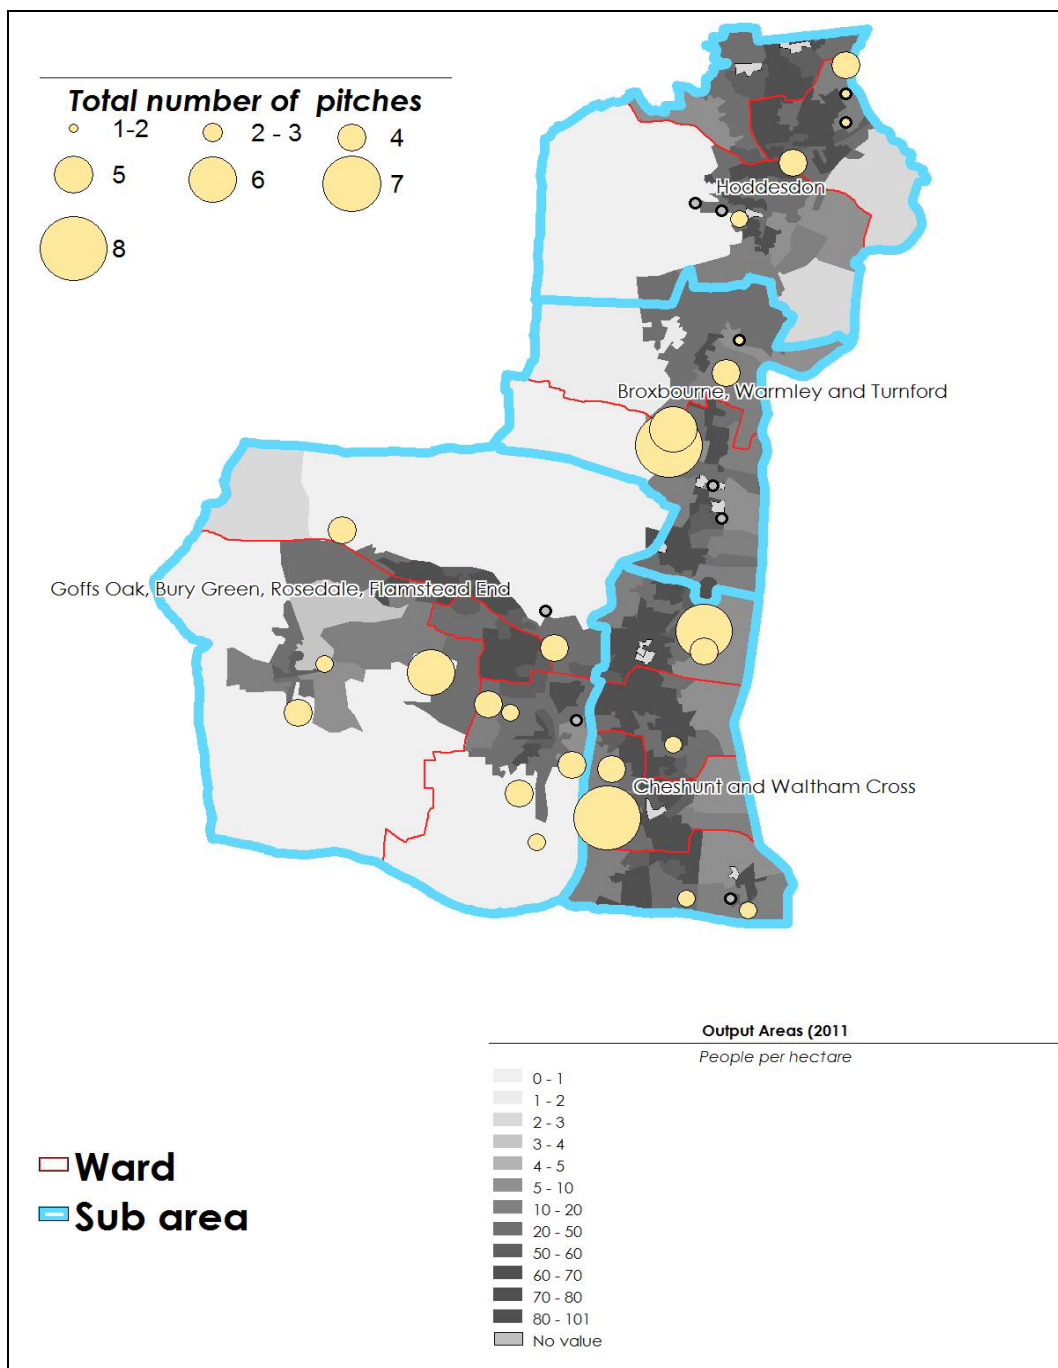 Total number of pitches
1-2
2 - 3
4
5
6
7
8
Hoddesdon
Broxbourne, Warmley and Turnford
Goffs Oak, Bury Green, Rosedale, Flamstead End
Cheshunt and Waltham Cross
Output Areas (2011
People per hectare
0 - 1
1 - 2
2 - 3
3 - 4
4 - 5
5 - 10
10 - 20
20 - 50
50 - 60
60 - 70
70 - 80
80 - 101
No value
Ward
Sub area